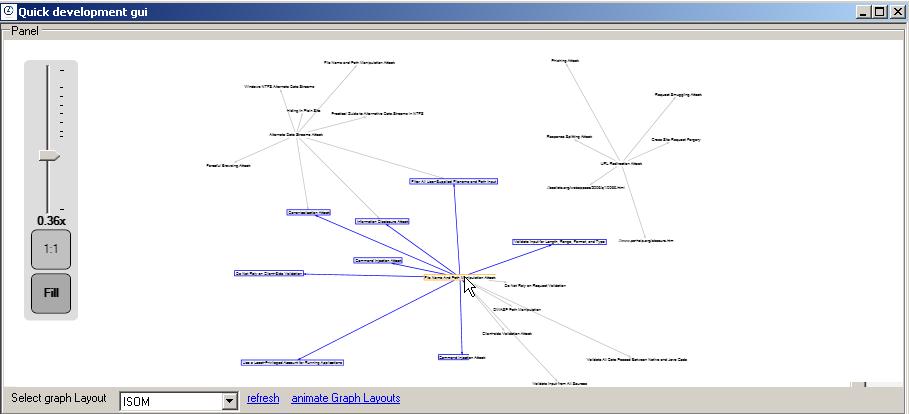 Quick development gui
Panel
File Name and Path Manipulation Attack
Phishing Attack
Windows NTFS Alternate Data Streams
Request Smuggling Attack
Hiding in Plain Site
Practical Guide to Alternative Data Streams in NTFS
Alternate Data Streams Attack
Response Splitting Attack
Cross Site Request Forgery
Forceful Browsing Attack
URL Redirection Attack
Filter All User-Supplied Filename and Path Input
Canonicalization Attack
Information Disclosure Attack
0.36x
Validate Input for Length, Range, Format, and Type
1:1
Command Injection Attack
Do Not Rely on Client-Side Validation
File Name And Path Manipulation Attack
Do Not Rely on Request Validation
Fill
OWASP Path Manipulation
Clientside Validation Attack
Command Injection Attack
Use a Least-Privileged Account for Running Applications
Validate All Data Passed Between Native and Java Code
Validate Input from All Sources
Select graph Layout
ISOM
refresh
animate Graph Layouts